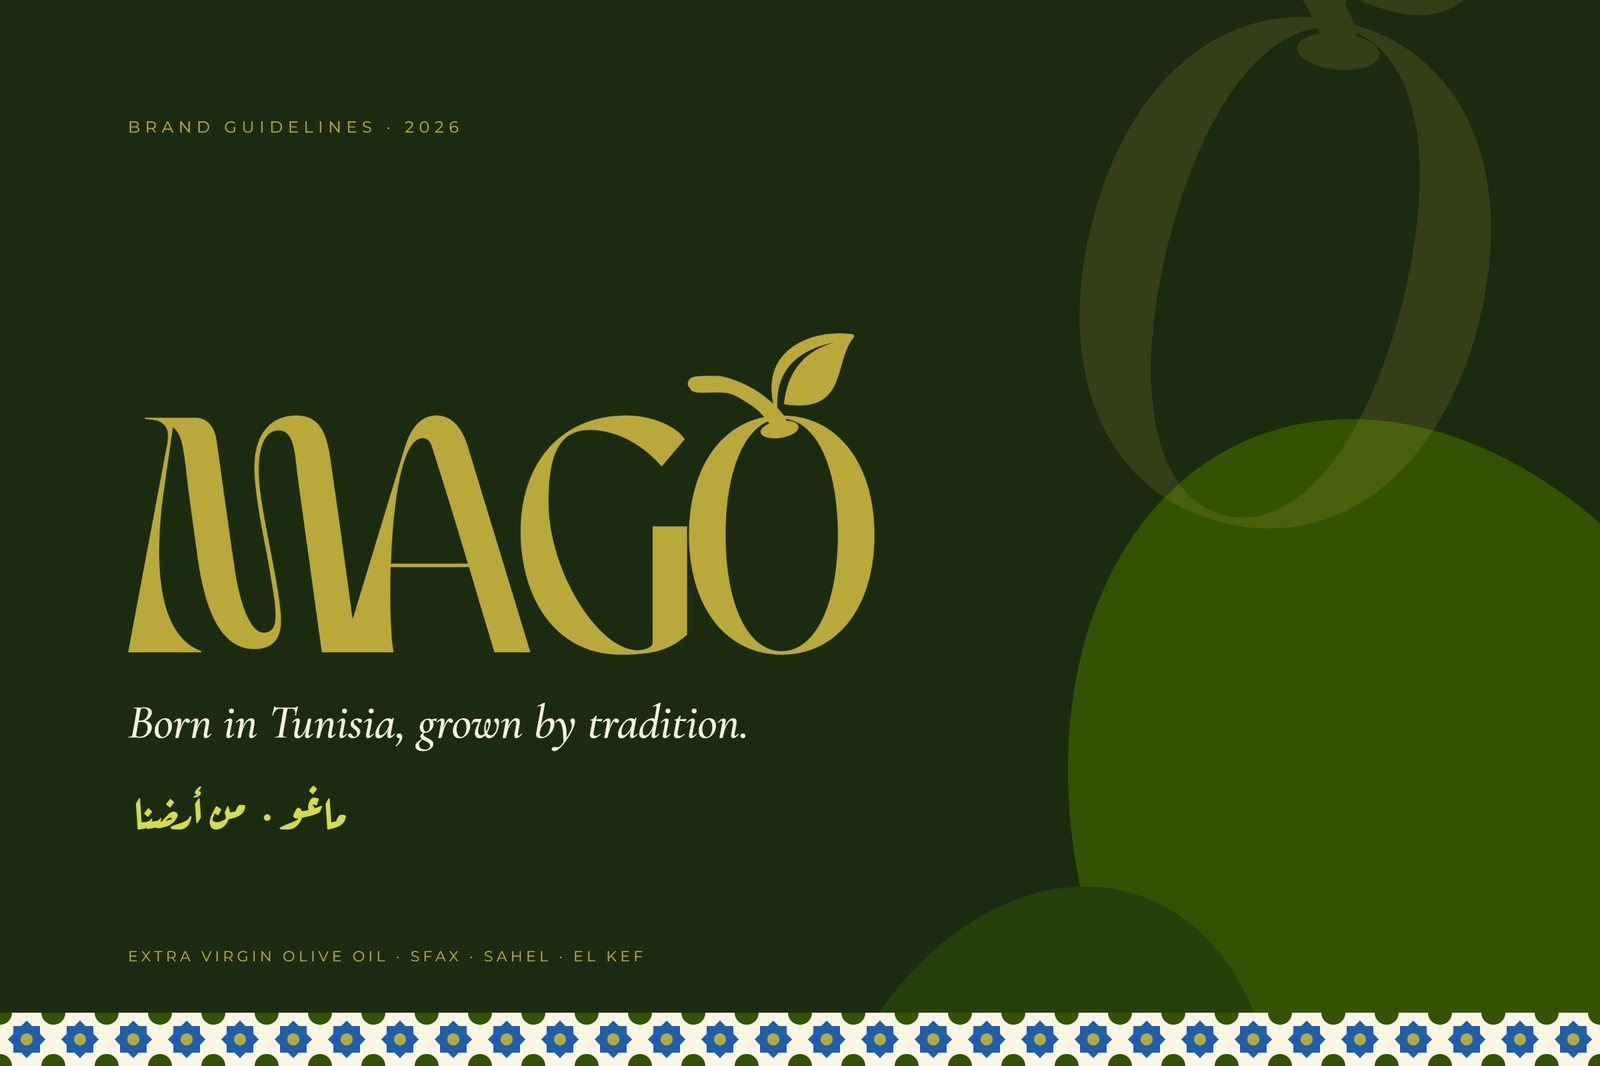 BRAND GUIDELINES · 2026
MAGO
Born in Tunisia, grown by tradition.
ماغو · من أرضنا
EXTRA VIRGIN OLIVE OIL · SFAX · SAHEL · EL KEF